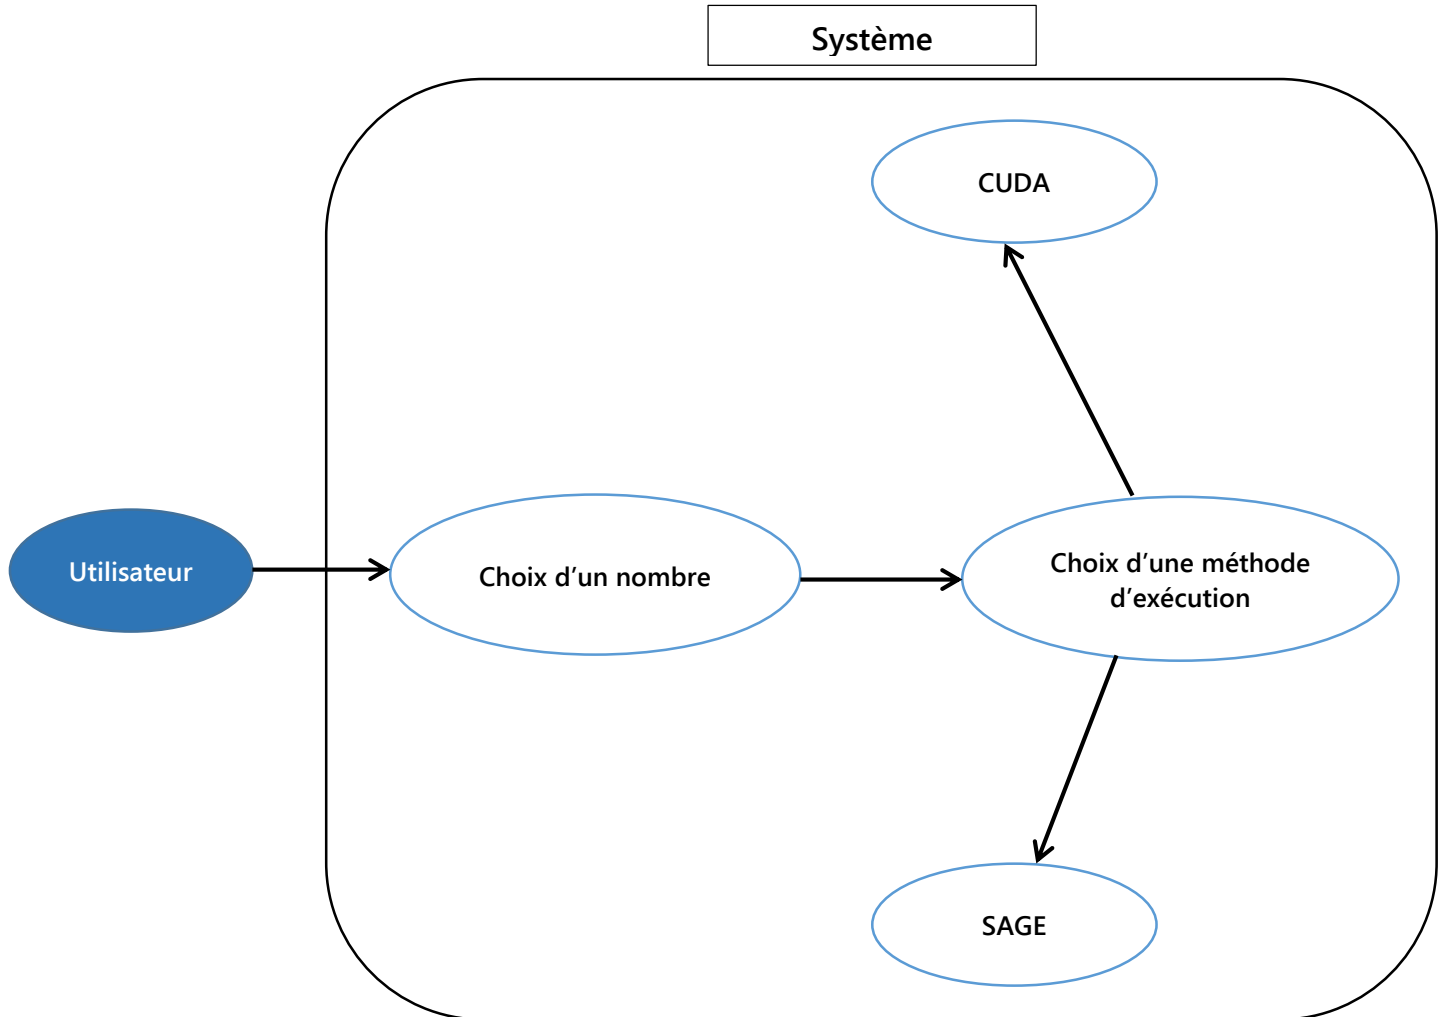 Système
CUDA
Utilisateur
Choix d’un nombre
Choix d’une méthode
d’exécution
SAGE